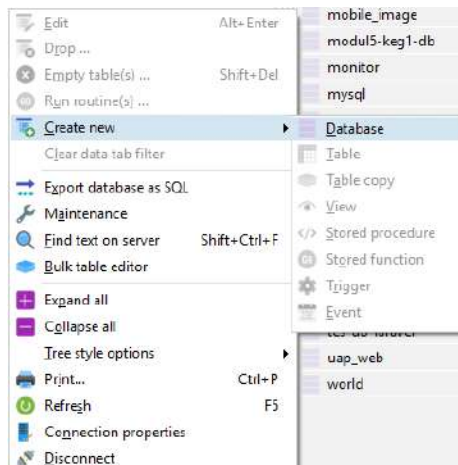 Edit Alt+Enter
Drop ...
Empty table(s) ... Shift+Del
Run routine(s) ...
Create new
Clear data tab filter
Export database as SQL
Maintenance
Find text on server Shift+Ctrl+F
Bulk table editor
Expand all
Collapse all
Tree style options
Print... Ctrl+P
Refresh F5
Connection properties
Disconnect
mobile_image
modul5-keg1-db
monitor
mysql
Database
Table
Table copy
View
Stored procedure
Stored function
Trigger
Event
uap_web
world